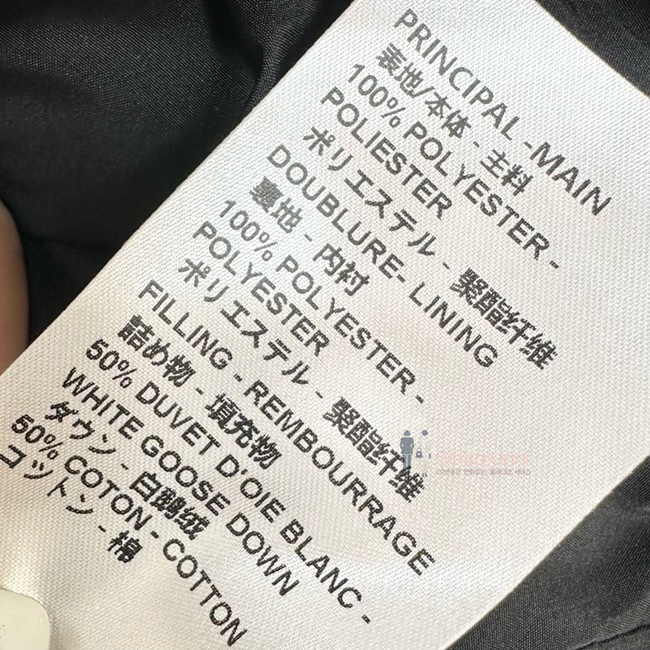 PRINCIPAL -MAIN
表地/本体 - 主料
100% POLYESTER -
POLIESTER
ポリエステル - 聚酯纤维
DOUBLURE- LINING
裏地 - 内衬
100% POLYESTER -
POLYESTER
ポリエステル - 聚酯纤维
FILLING - REMBOURRAGE
詰め物 - 填充物
50% DUVET D'OIE BLANC -
WHITE GOOSE DOWN
ダウン - 白鹅绒
50% COTON - COTTON
コットン - 棉